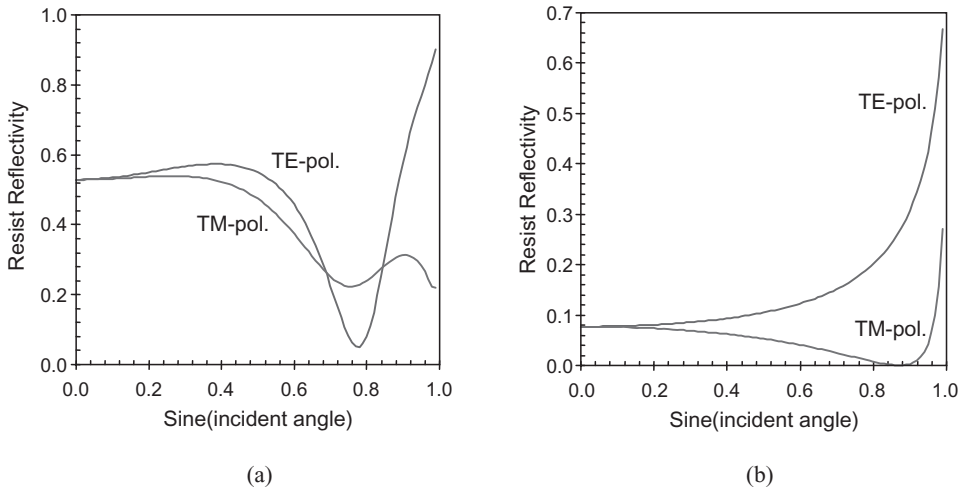 1.0
0.8
0.6
0.4
0.2
0.0
Resist Reflectivity
TE-pol.
TM-pol.
0.0 0.2 0.4 0.6 0.8 1.0
Sine(incident angle)
(a)
0.7
0.6
0.5
0.4
0.3
0.2
0.1
0.0
Resist Reflectivity
TE-pol.
TM-pol.
0.0 0.2 0.4 0.6 0.8 1.0
Sine(incident angle)
(b)